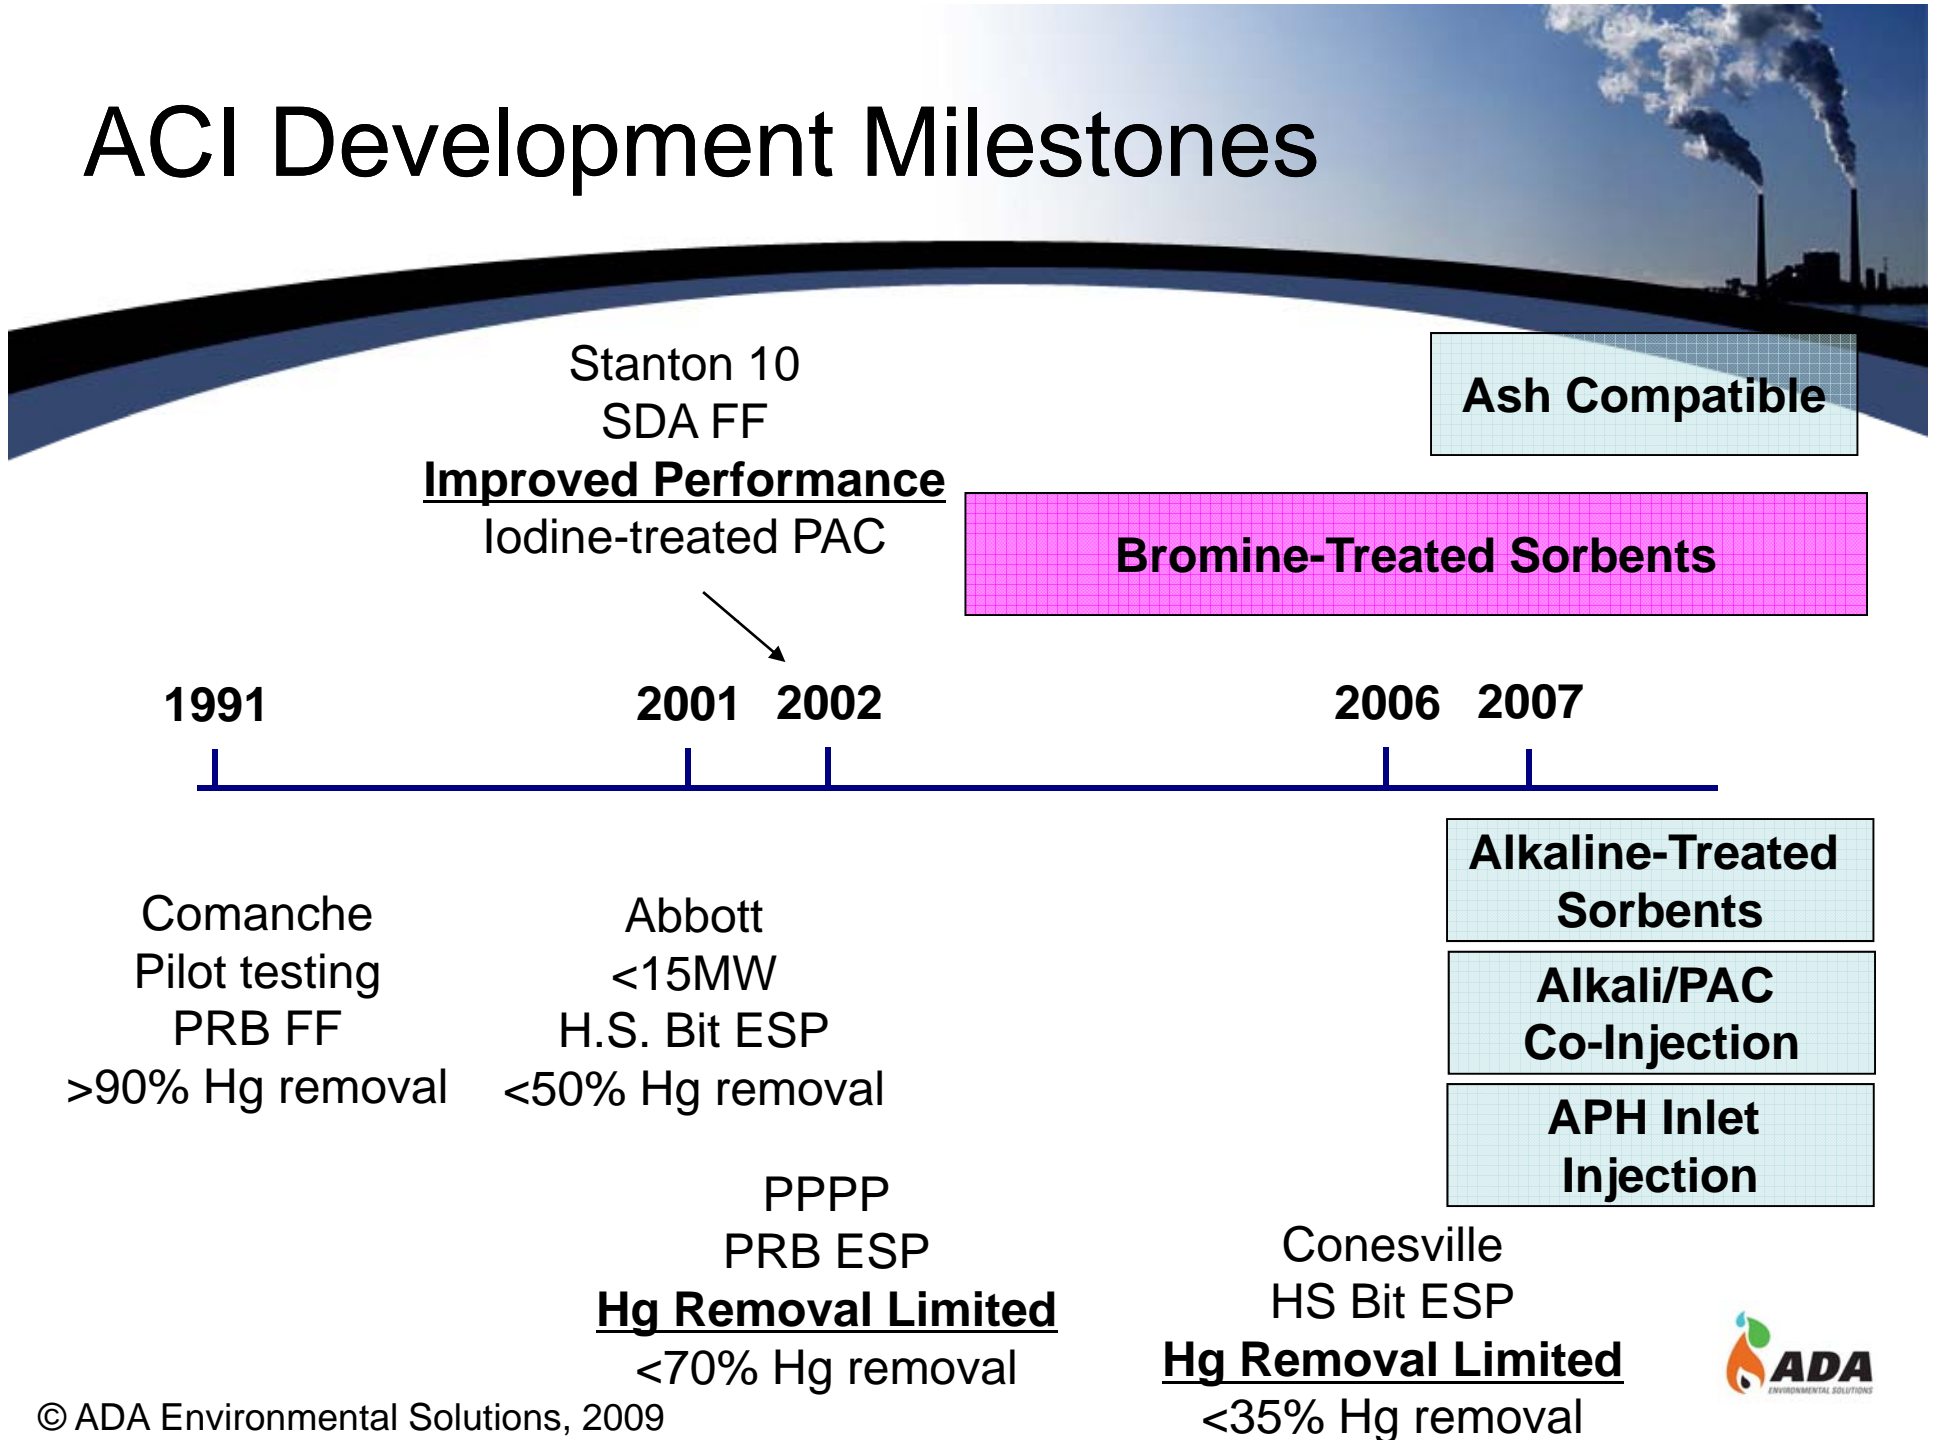 ACI Development Milestones
Stanton 10
SDA FF
Improved Performance
Iodine-treated PAC
Ash Compatible
Bromine-Treated Sorbents
1991
2001
2002
2006
2007
Comanche
Pilot testing
PRB FF
>90% Hg removal
Abbott
<15MW
H.S. Bit ESP
<50% Hg removal
PPPP
PRB ESP
Hg Removal Limited
<70% Hg removal
Alkaline-Treated
Sorbents
Alkali/PAC
Co-Injection
APH Inlet
Injection
Conesville
HS Bit ESP
Hg Removal Limited
<35% Hg removal
ADA
ENVIRONMENTAL SOLUTIONS
© ADA Environmental Solutions, 2009